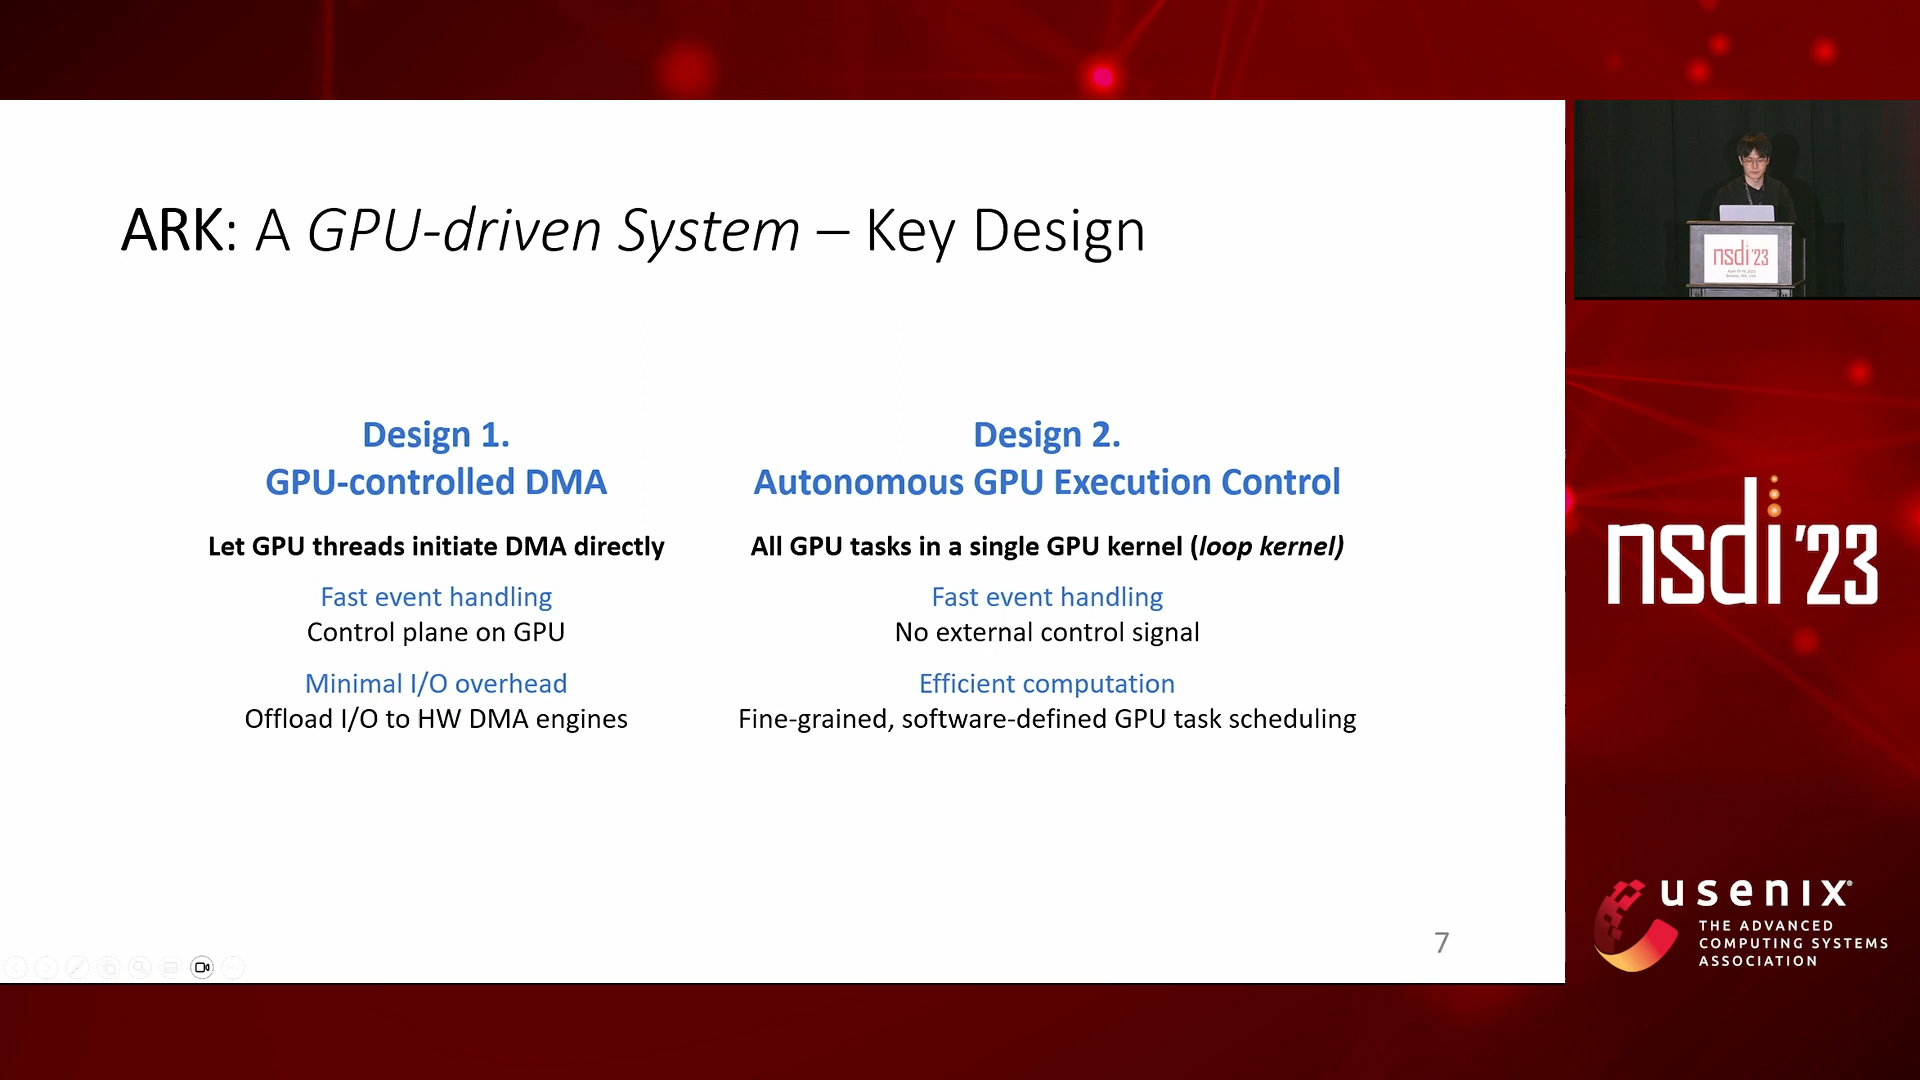 ARK: A GPU-driven System – Key Design
Design 1.
GPU-controlled DMA
Let GPU threads initiate DMA directly
Fast event handling
Control plane on GPU
Minimal I/O overhead
Offload I/O to HW DMA engines
Design 2.
Autonomous GPU Execution Control
All GPU tasks in a single GPU kernel (loop kernel)
Fast event handling
No external control signal
Efficient computation
Fine-grained, software-defined GPU task scheduling
7
nsdi '23
nsdi '23
usenix®
THE ADVANCED
COMPUTING SYSTEMS
ASSOCIATION